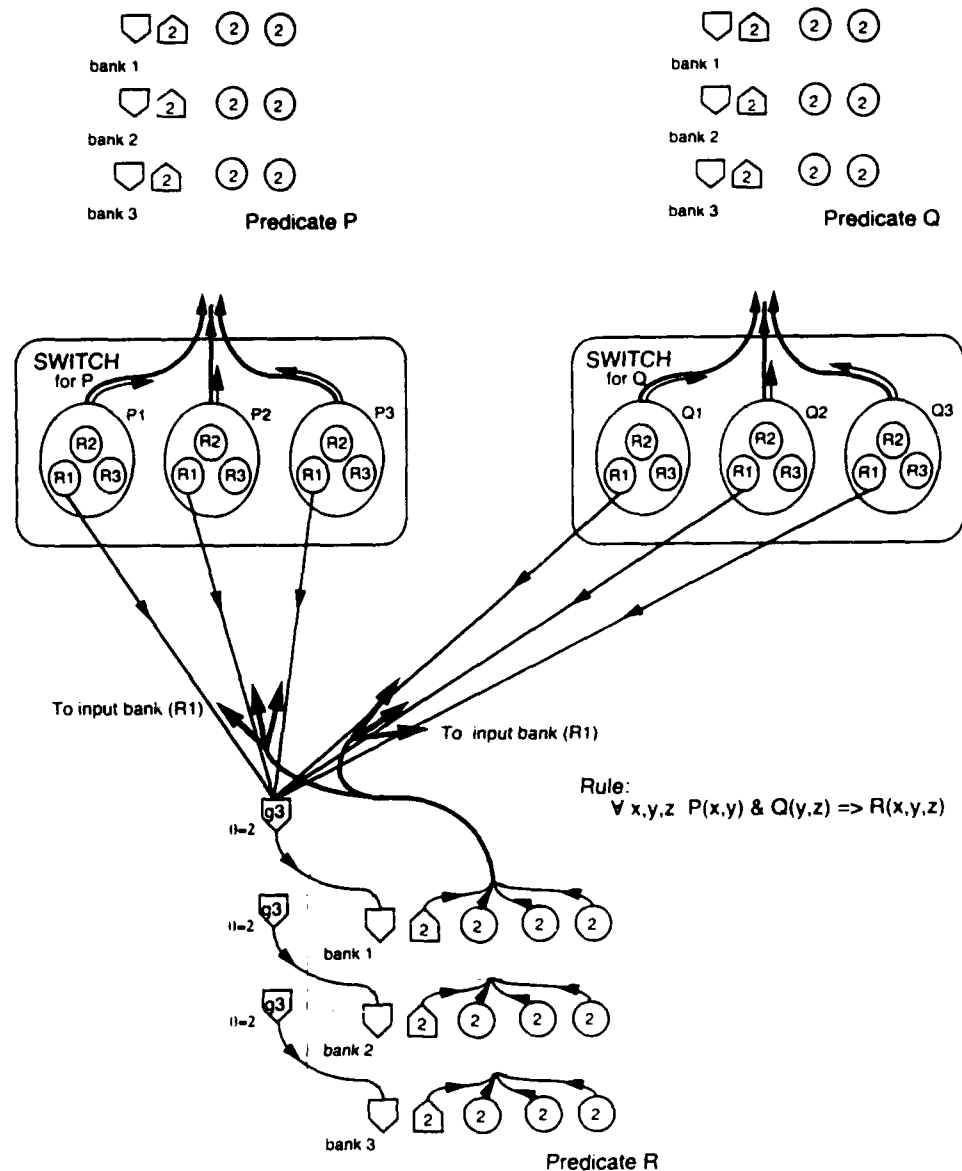 2 2 2
2 2 2
bank 1
bank 1
2 2 2
2 2 2
bank 2
bank 2
2 2 2
2 2 2
bank 3
bank 3
Predicate P
Predicate Q
SWITCH
for P
P1
P2
P3
R2
R1 R3
R2
R1 R3
R2
R1 R3
SWITCH
for Q
Q1
Q2
Q3
R2
R1 R3
R2
R1 R3
R2
R1 R3
To input bank (R1)
To input bank (R1)
Rule:
∀ x,y,z P(x,y) & Q(y,z) => R(x,y,z)
g3
θ=2
g3
θ=2
2 2 2 2
bank 1
g3
θ=2
2 2 2 2
bank 2
2 2 2 2
bank 3
Predicate R